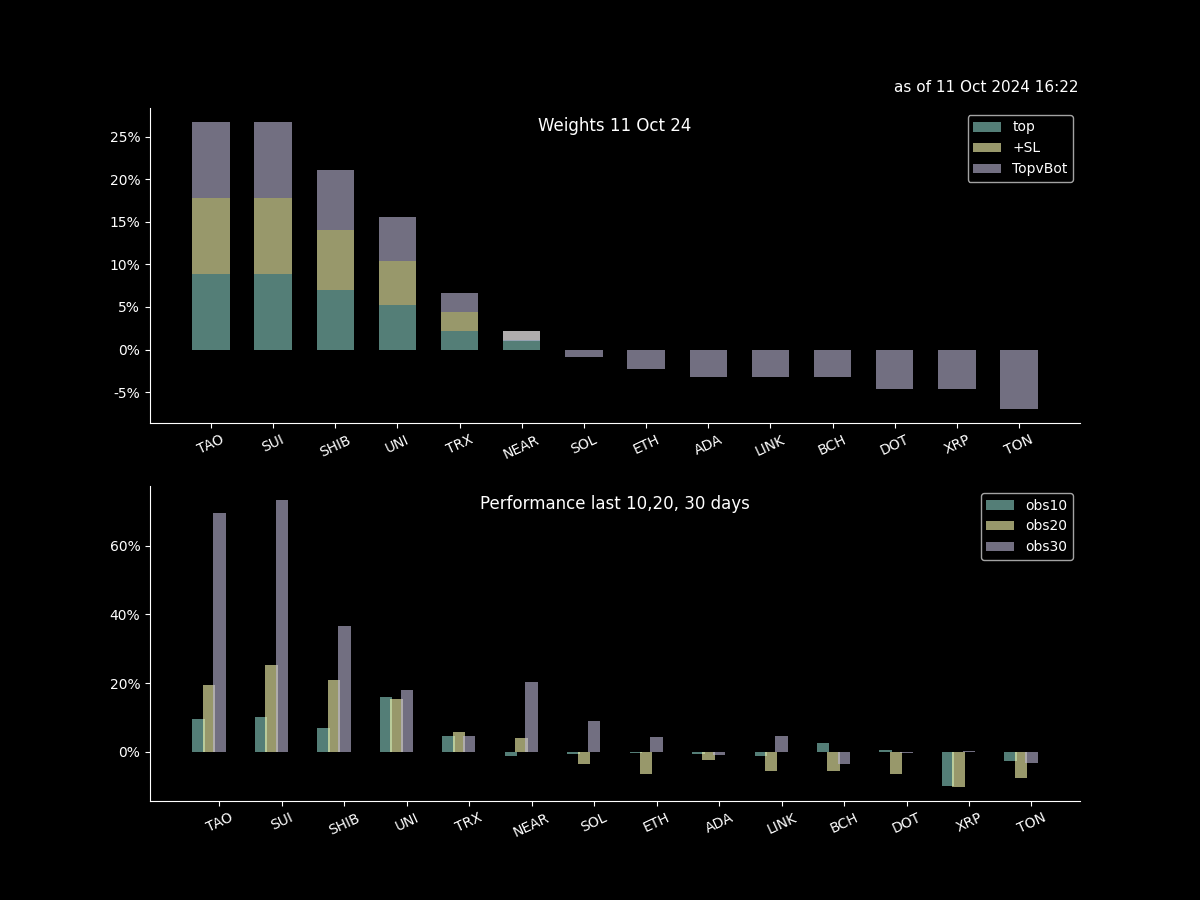 as of 11 Oct 2024 16:22
Weights 11 Oct 24
top
+SL
TopvBot
25%
20%
15%
10%
5%
0%
-5%
TAO SUI SHIB UNI TRX NEAR SOL ETH ADA LINK BCH DOT XRP TON
Performance last 10,20, 30 days
obs10
obs20
obs30
60%
40%
20%
0%
TAO SUI SHIB UNI TRX NEAR SOL ETH ADA LINK BCH DOT XRP TON